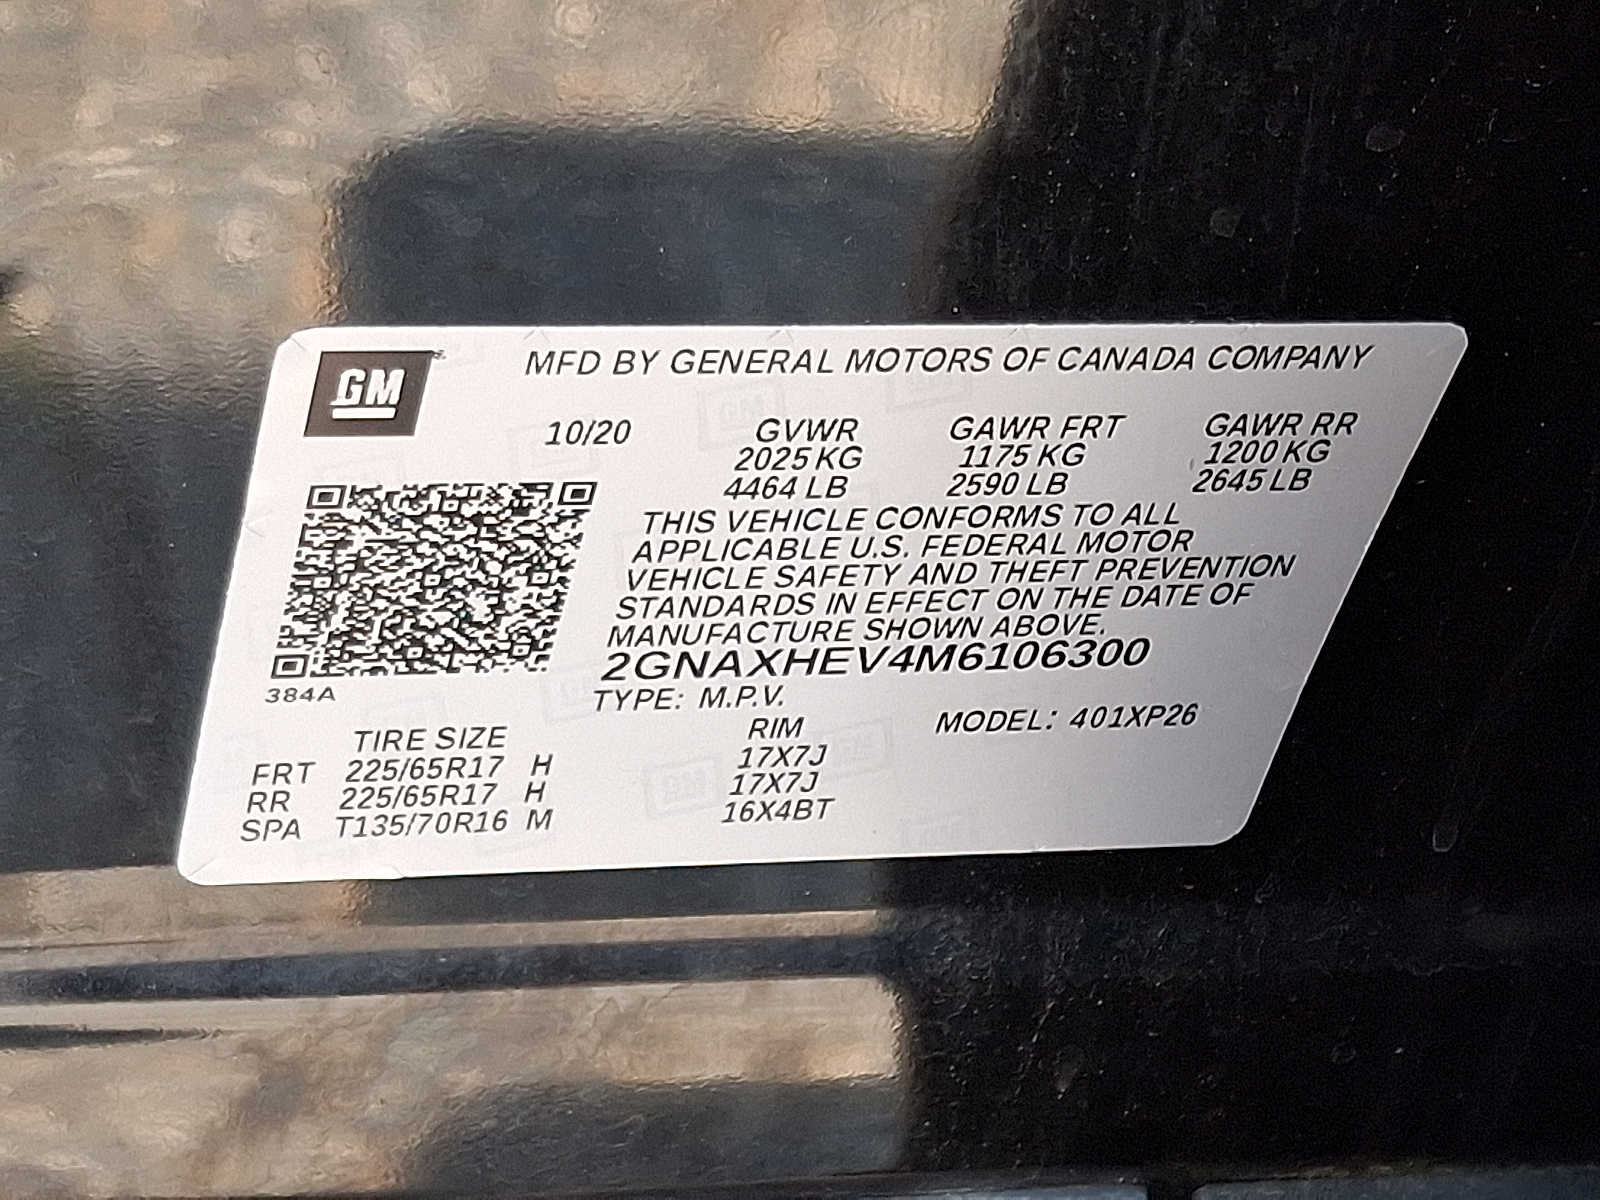 GM
MFD BY GENERAL MOTORS OF CANADA COMPANY
10/20 GVWR GAWR FRT GAWR RR
2025 KG 1175 KG 1200 KG
4464 LB 2590 LB 2645 LB
THIS VEHICLE CONFORMS TO ALL
APPLICABLE U.S. FEDERAL MOTOR
VEHICLE SAFETY AND THEFT PREVENTION
STANDARDS IN EFFECT ON THE DATE OF
MANUFACTURE SHOWN ABOVE.
2GNAXHEV4M6106300
384A
TYPE: M.P.V. MODEL: 401XP26
TIRE SIZE RIM
FRT 225/65R17 H 17X7J
RR 225/65R17 H 17X7J
SPA T135/70R16 M 16X4BT